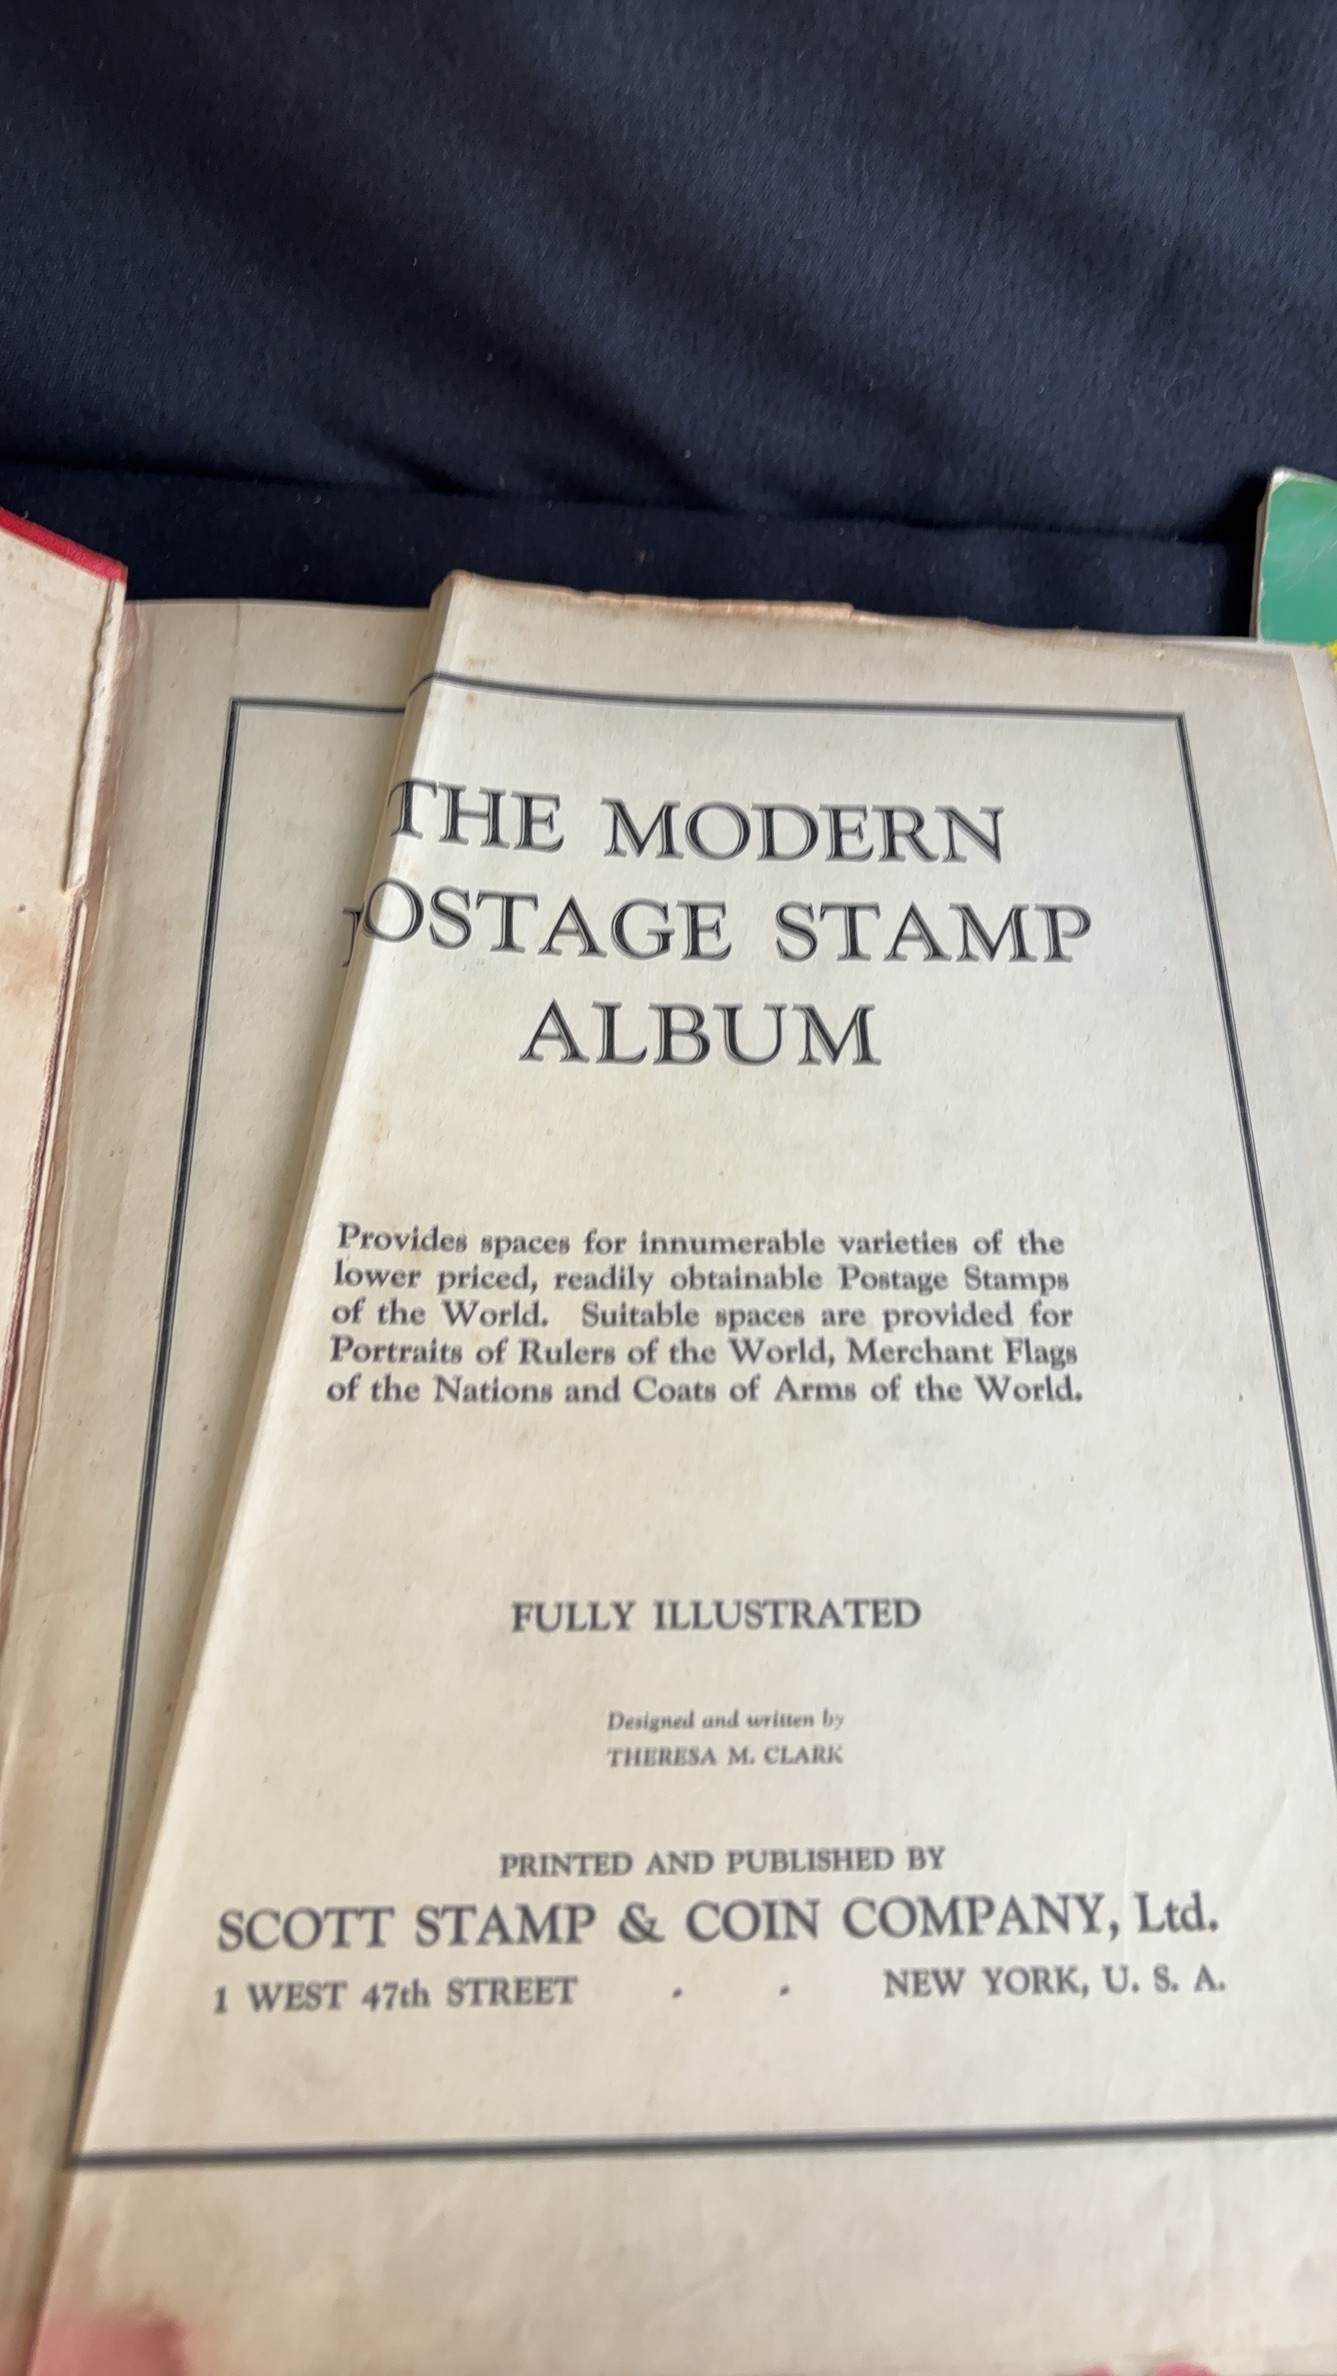 THE MODERN
POSTAGE STAMP
ALBUM
Provides spaces for innumerable varieties of the
lower priced, readily obtainable Postage Stamps
of the World. Suitable spaces are provided for
Portraits of Rulers of the World, Merchant Flags
of the Nations and Coats of Arms of the World.
FULLY ILLUSTRATED
Designed and written by
THERESA M. CLARK
PRINTED AND PUBLISHED BY
SCOTT STAMP & COIN COMPANY, Ltd.
1 WEST 47th STREET . . NEW YORK, U. S. A.